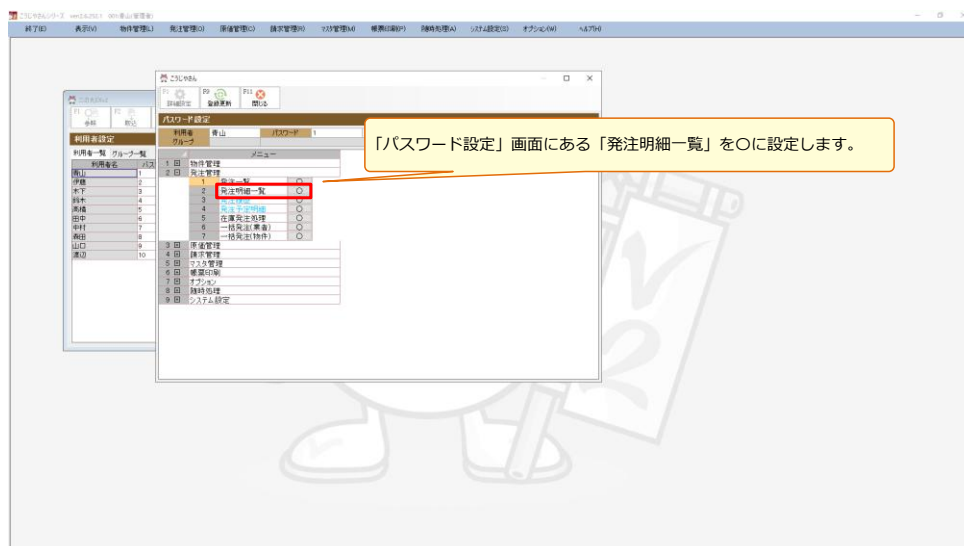 こうじやさんシリーズ
終了(E) 表示(V) 物件管理(L) 発注管理(O) 原価管理(C) 請求管理(R) マスタ管理(M) 帳票印刷(P) 随時処理(A) システム設定(S) オプション(W) ヘルプ(H)
こうじやさん
F1 F9 F11
詳細設定 登録更新 閉じる
パスワード設定
利用者 青山 パスワード 1
グループ
メニュー
1 物件管理
2 発注管理
1 発注一覧 ○
2 発注明細一覧 ○
3 ○
4 発注予定明細 ○
5 在庫発注処理 ○
6 一括発注(業者) ○
7 一括発注(物件) ○
3 原価管理
4 請求管理
5 マスタ管理
6 帳票印刷
7 オプション
8 随時処理
9 システム設定
「パスワード設定」画面にある「発注明細一覧」を〇に設定します。
F1 F2
利用者設定
利用者一覧 グループ一覧
利用者名 パス
青山 1
伊藤 2
木下 3
鈴木 4
高橋 5
田中 6
中村 7
森田 8
山口 9
渡辺 10